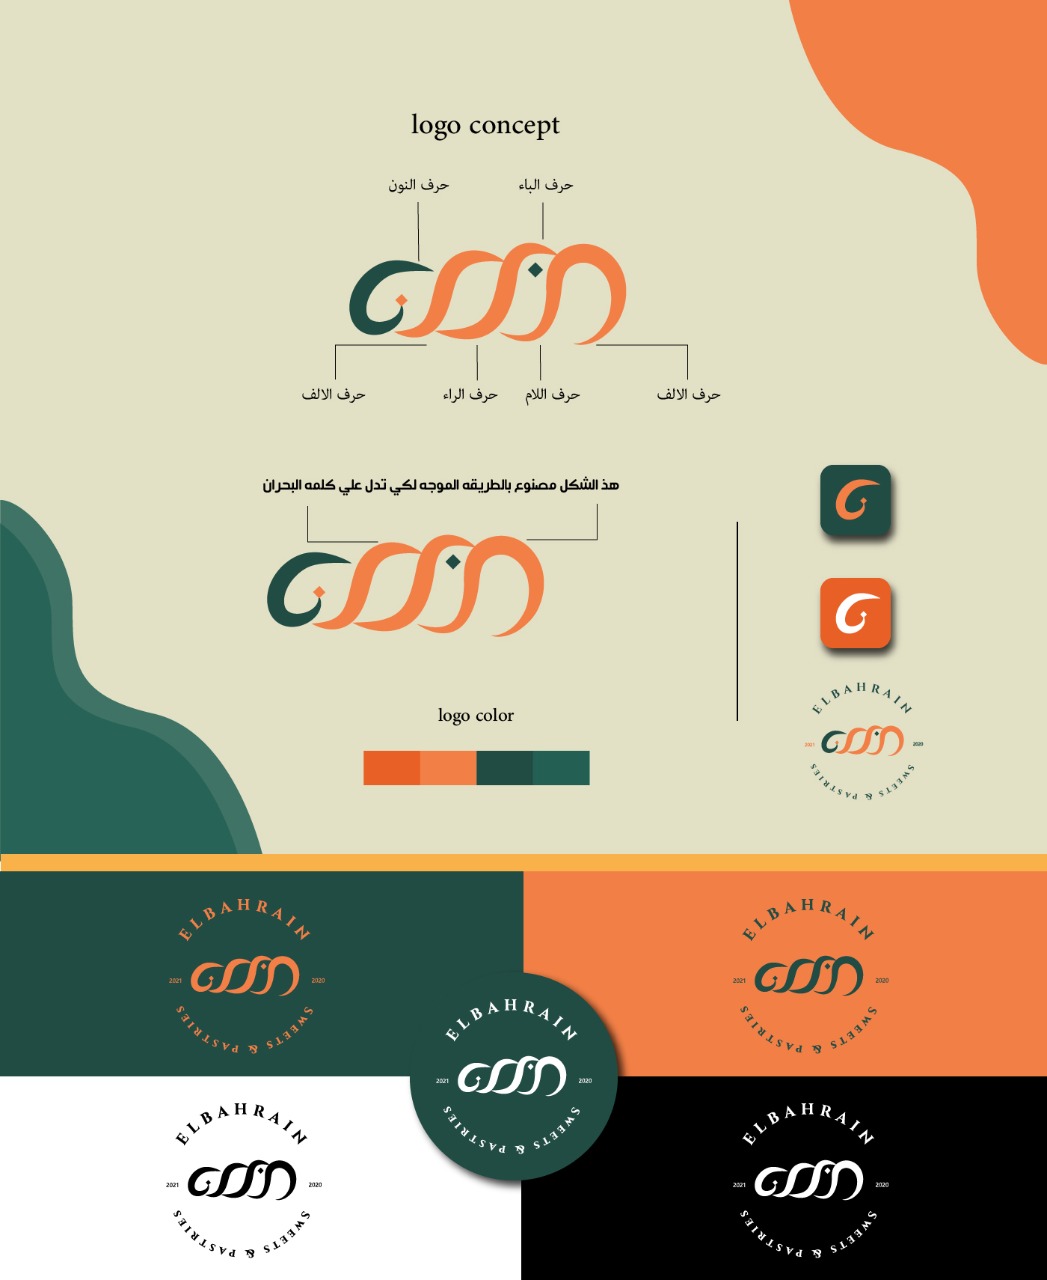 logo concept
حرف الباء حرف النون
حرف الالف حرف اللام حرف الراء حرف الالف
هذ الشكل مصنوع بالطريقه الموجه لكي تدل علي كلمه البحران
logo color
ELBAHRAIN
2021 2020
SWEETS & PASTRIES
ELBAHRAIN
2021 2020
SWEETS & PASTRIES
ELBAHRAIN
2021 2020
SWEETS & PASTRIES
ELBAHRAIN
2021 2020
SWEETS & PASTRIES
ELBAHRAIN
2021 2020
SWEETS & PASTRIES
ELBAHRAIN
2021 2020
SWEETS & PASTRIES